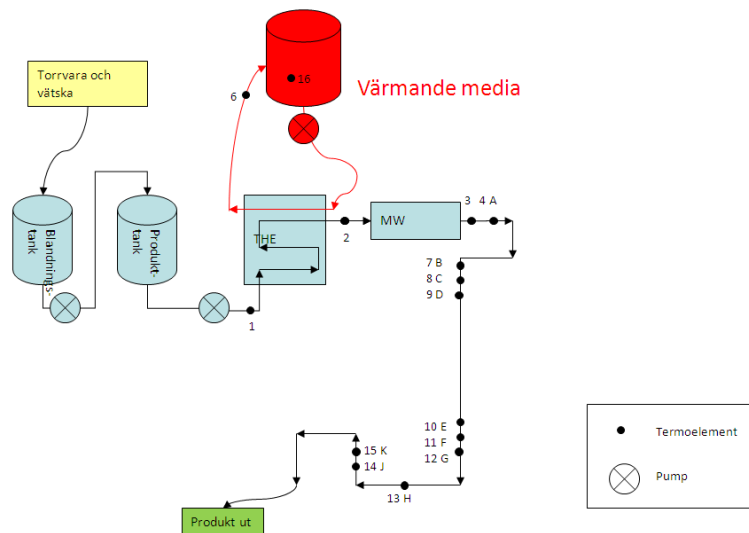 Torrvara och
vätska
16
6
Värmande media
Blandnings-
tank
Produkt-
tank
THE
2
MW
3 4 A
1
7 B
8 C
9 D
10 E
11 F
12 G
15 K
14 J
13 H
Produkt ut
Termoelement
Pump